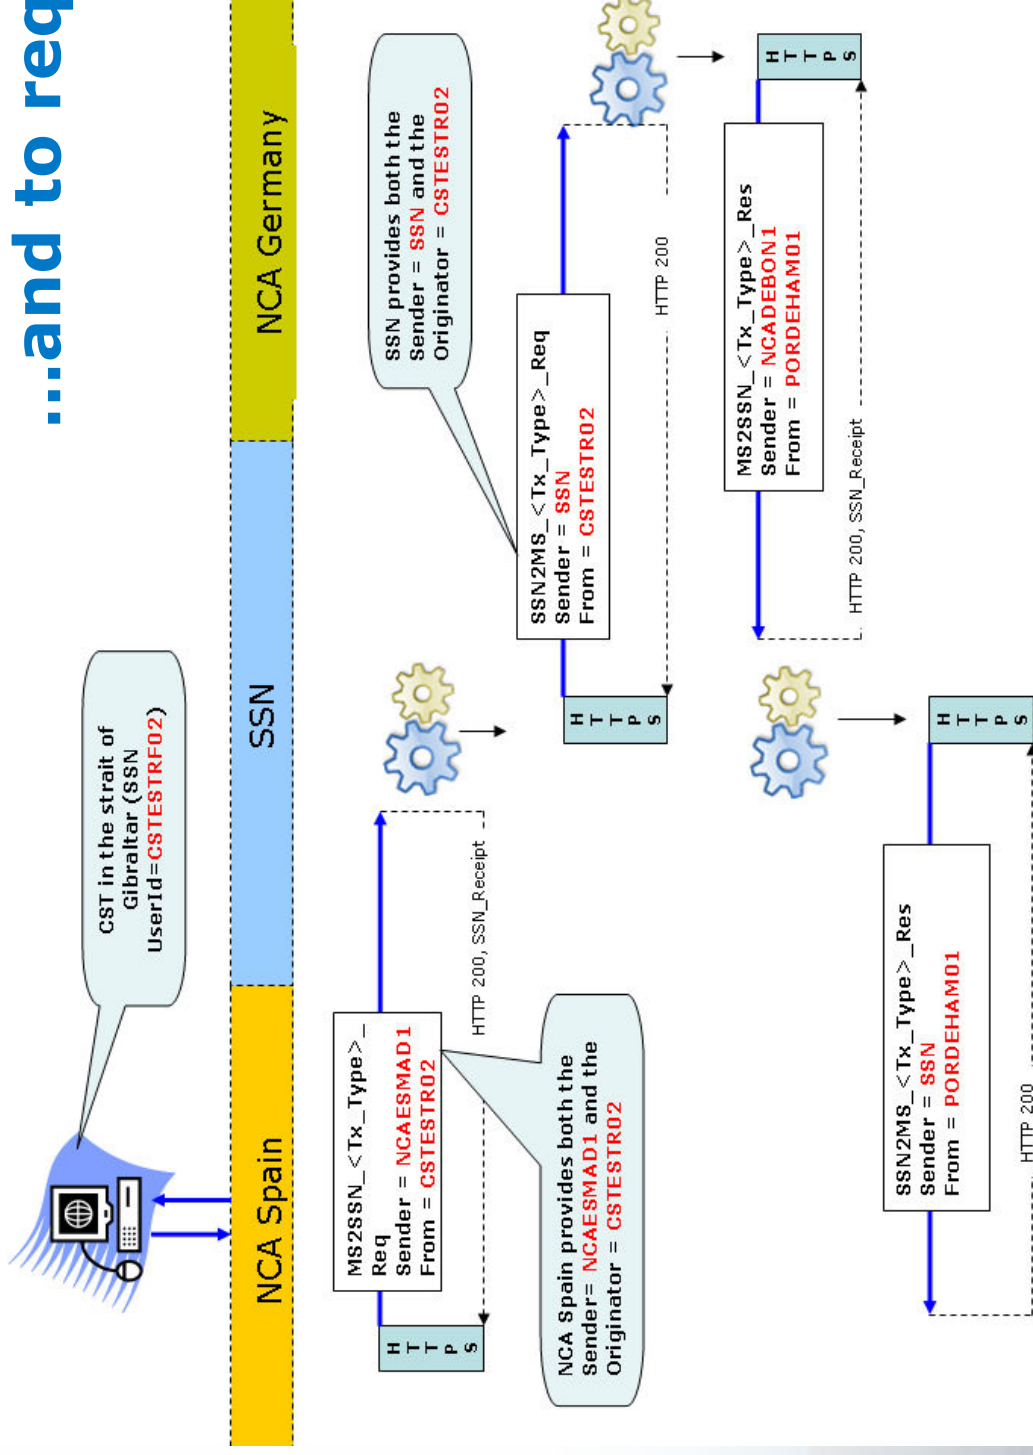 ...and to req
CST in the strait of
Gibraltar (SSN
UserId=CSTESTRF02)
NCA Spain
SSN
NCA Germany
MS2SSN_<Tx_Type>_
Req
Sender = NCAESMAD1
From = CSTESTR02
H T T P S
HTTP 200, SSN_Receipt
NCA Spain provides both the
Sender= NCAESMAD1 and the
Originator = CSTESTR02
SSN provides both the
Sender = SSN and the
Originator = CSTESTR02
SSN2MS_<Tx_Type>_Req
Sender = SSN
From = CSTESTR02
H T T P S
HTTP 200
MS2SSN_<Tx_Type>_Res
Sender = NCADEBON1
From = PORDEHAM01
H T T P S
HTTP 200, SSN_Receipt
SSN2MS_<Tx_Type>_Res
Sender = SSN
From = PORDEHAM01
H T T P S
HTTP 200